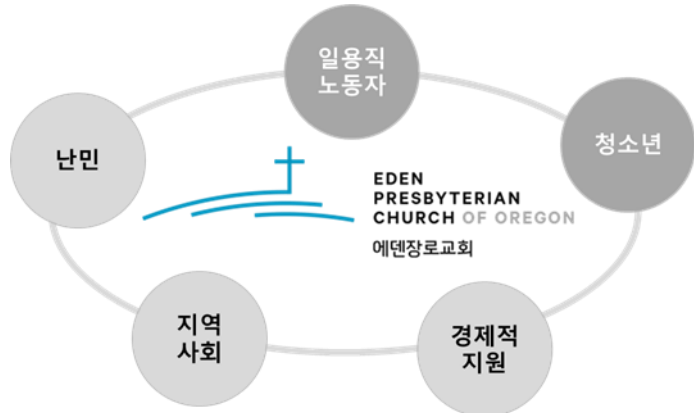 일용직
노동자
청소년
난민
EDEN
PRESBYTERIAN
CHURCH OF OREGON
에덴장로교회
지역
사회
경제적
지원